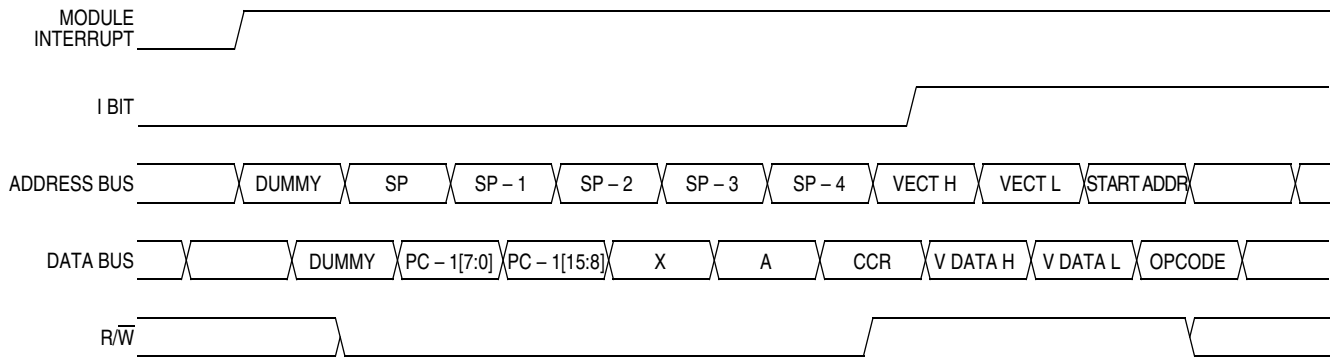 MODULE
INTERRUPT
I BIT
ADDRESS BUS DUMMY SP SP – 1 SP – 2 SP – 3 SP – 4 VECT H VECT L START ADDR
DATA BUS DUMMY PC – 1[7:0] PC – 1[15:8] X A CCR V DATA H V DATA L OPCODE
R/W̅